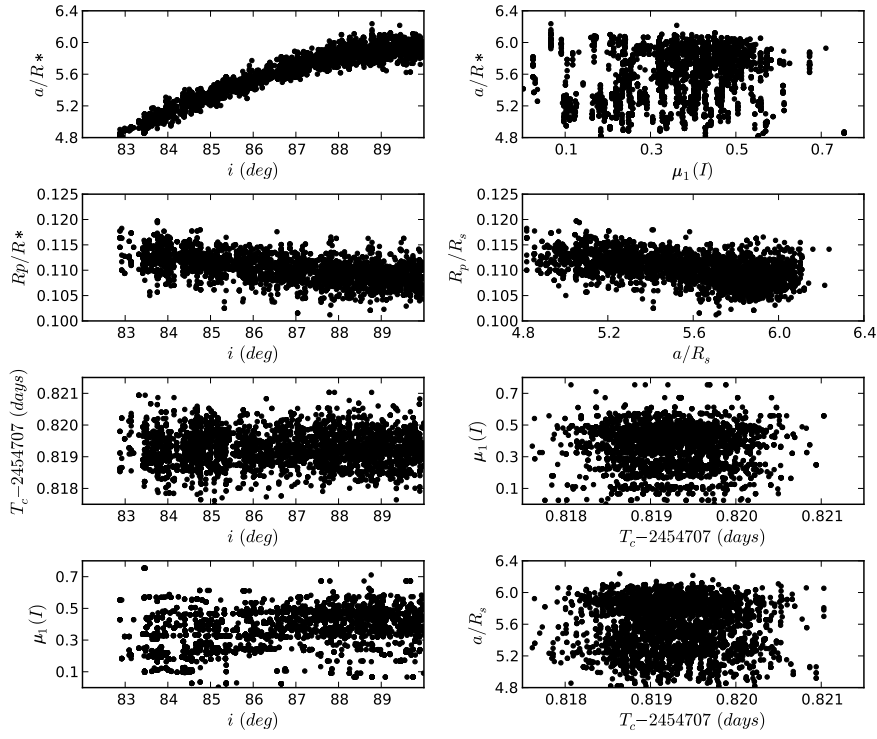 6.4
6.0
5.6
5.2
4.8
a/R∗
83 84 85 86 87 88 89
i (deg)
6.4
6.0
5.6
5.2
4.8
a/R∗
0.1 0.3 0.5 0.7
μ₁(I)
0.125
0.120
0.115
0.110
0.105
0.100
Rp/R∗
83 84 85 86 87 88 89
i (deg)
0.125
0.120
0.115
0.110
0.105
0.100
Rₚ/Rₛ
4.8 5.2 5.6 6.0 6.4
a/Rₛ
0.821
0.820
0.819
0.818
T_c−2454707 (days)
83 84 85 86 87 88 89
i (deg)
0.7
0.5
0.3
0.1
μ₁(I)
0.818 0.819 0.820 0.821
T_c−2454707 (days)
0.7
0.5
0.3
0.1
μ₁(I)
83 84 85 86 87 88 89
i (deg)
6.4
6.0
5.6
5.2
4.8
a/Rₛ
0.818 0.819 0.820 0.821
T_c−2454707 (days)